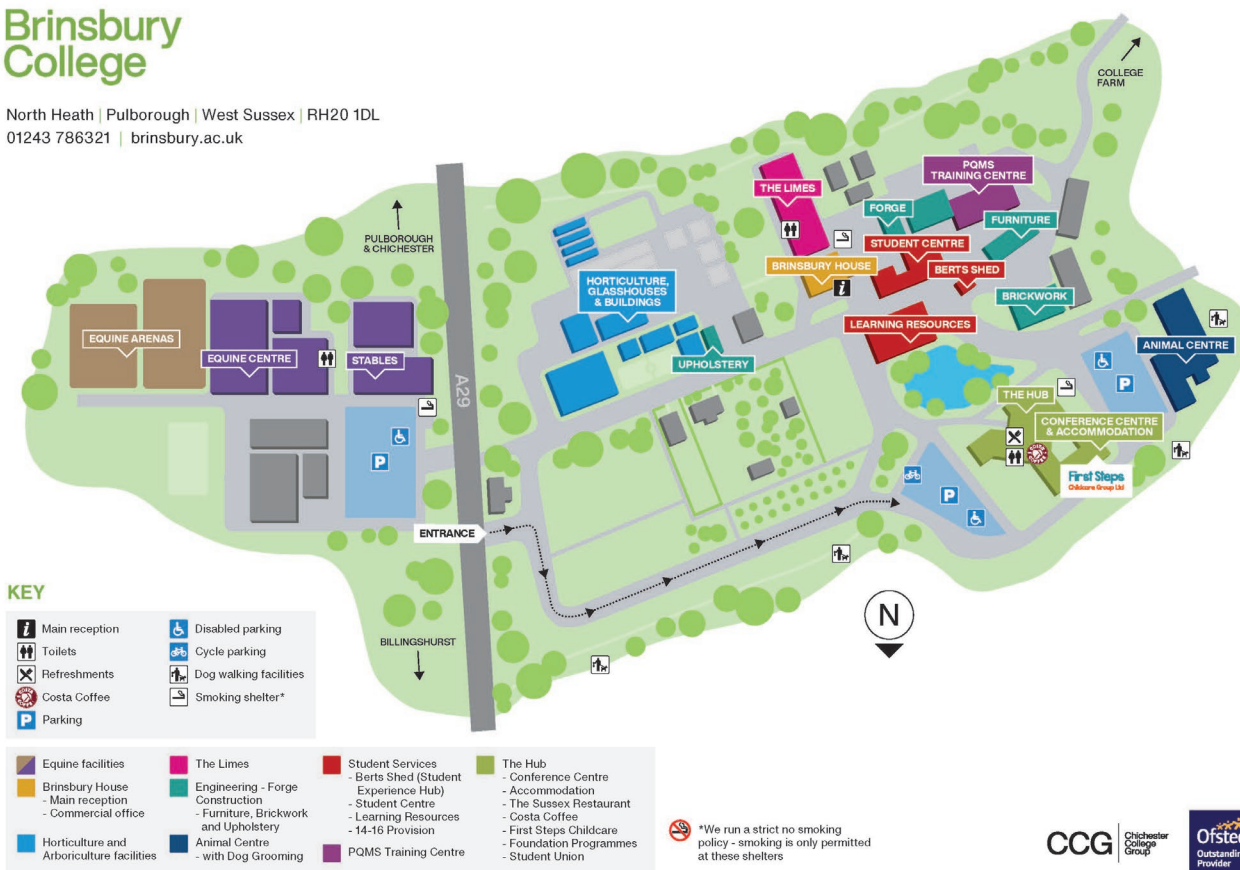 Brinsbury
College
North Heath | Pulborough | West Sussex | RH20 1DL
01243 786321 | brinsbury.ac.uk
COLLEGE
FARM
PULBOROUGH
& CHICHESTER
PQMS
TRAINING CENTRE
THE LIMES
FORGE
FURNITURE
STUDENT CENTRE
BRINSBURY HOUSE
i
BERTS SHED
BRICKWORK
HORTICULTURE,
GLASSHOUSES
& BUILDINGS
LEARNING RESOURCES
EQUINE ARENAS
EQUINE CENTRE
STABLES
UPHOLSTERY
ANIMAL CENTRE
A29
P
THE HUB
CONFERENCE CENTRE
& ACCOMMODATION
First Steps
Childcare Group Ltd
P
P
ENTRANCE
BILLINGSHURST
N
KEY
i Main reception
Toilets
Refreshments
Costa Coffee
P Parking
Disabled parking
Cycle parking
Dog walking facilities
Smoking shelter*
Equine facilities
Brinsbury House
- Main reception
- Commercial office
Horticulture and
Arboriculture facilities
The Limes
Engineering - Forge
Construction
- Furniture, Brickwork
and Upholstery
Animal Centre
- with Dog Grooming
Student Services
- Berts Shed (Student
Experience Hub)
- Student Centre
- Learning Resources
- 14-16 Provision
PQMS Training Centre
The Hub
- Conference Centre
- Accommodation
- The Sussex Restaurant
- Costa Coffee
- First Steps Childcare
- Foundation Programmes
- Student Union
*We run a strict no smoking
policy - smoking is only permitted
at these shelters
CCG
Chichester
College
Group
Ofsted
Outstanding
Provider